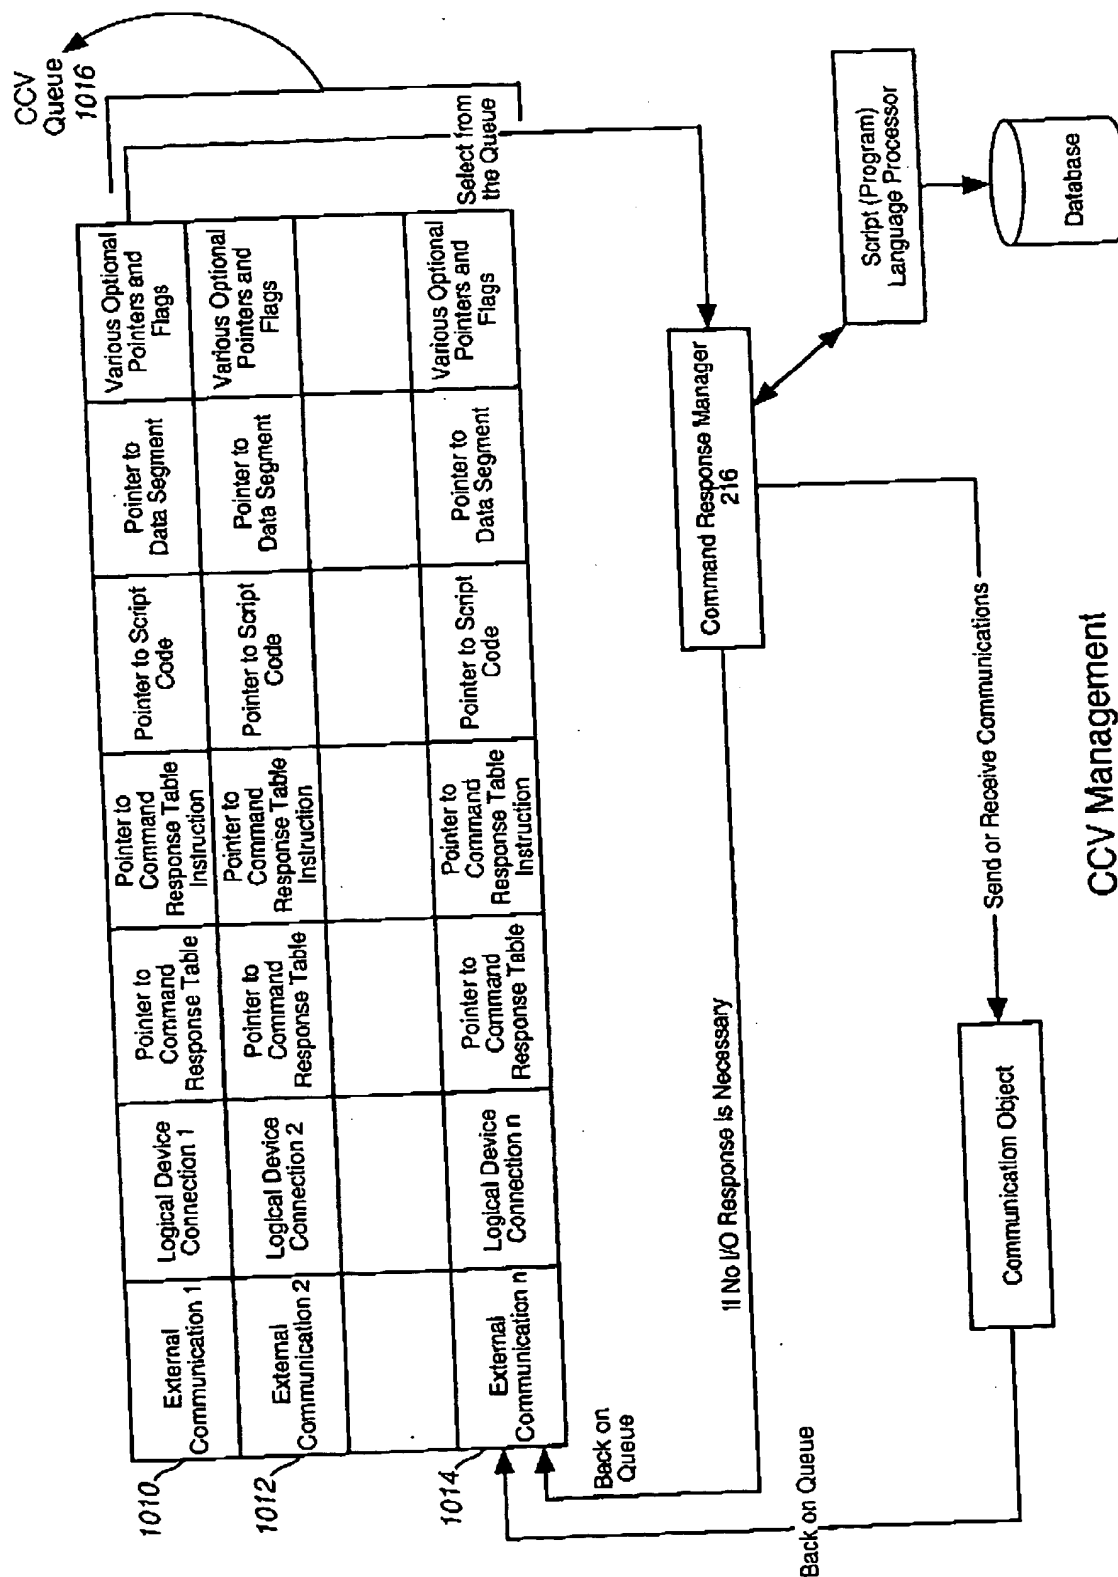 CCV
Queue
1016
1010
External
Communication 1
Logical Device
Connection 1
Pointer to
Command
Response Table
Pointer to
Command
Response Table
Instruction
Pointer to Script
Code
Pointer to
Data Segment
Various Optional
Pointers and
Flags
1012
External
Communication 2
Logical Device
Connection 2
Pointer to
Command
Response Table
Pointer to
Command
Response Table
Instruction
Pointer to Script
Code
Pointer to
Data Segment
Various Optional
Pointers and
Flags
1014
External
Communication n
Logical Device
Connection n
Pointer to
Command
Response Table
Pointer to
Command
Response Table
Instruction
Pointer to Script
Code
Pointer to
Data Segment
Various Optional
Pointers and
Flags
Select from
the Queue
Back on
Queue
If No I/O Response is Necessary
Command Response Manager
216
Script (Program)
Language Processor
Database
Back on Queue
Send or Receive Communications
Communication Object
CCV Management